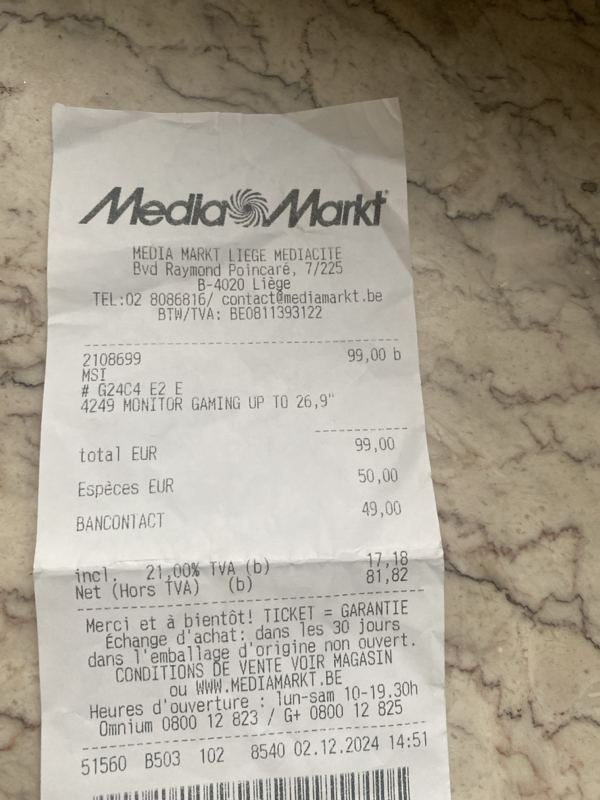 Media Markt
MEDIA MARKT LIEGE MEDIACITE
Bvd Raymond Poincaré, 7/225
B-4020 Liège
TEL:02 8086816/ contact@mediamarkt.be
BTW/TVA: BE0811393122
2108699 99,00 b
MSI
# G24C4 E2 E
4249 MONITOR GAMING UP TO 26,9"
total EUR 99,00
Espèces EUR 50,00
BANCONTACT 49,00
incl. 21,00% TVA (b) 17,18
Net (Hors TVA) (b) 81,82
Merci et à bientôt! TICKET = GARANTIE
Échange d'achat: dans les 30 jours
dans l'emballage d'origine non ouvert.
CONDITIONS DE VENTE VOIR MAGASIN
ou WWW.MEDIAMARKT.BE
Heures d'ouverture : lun-sam 10-19.30h
Omnium 0800 12 823 / G+ 0800 12 825
51560 B503 102 8540 02.12.2024 14:51